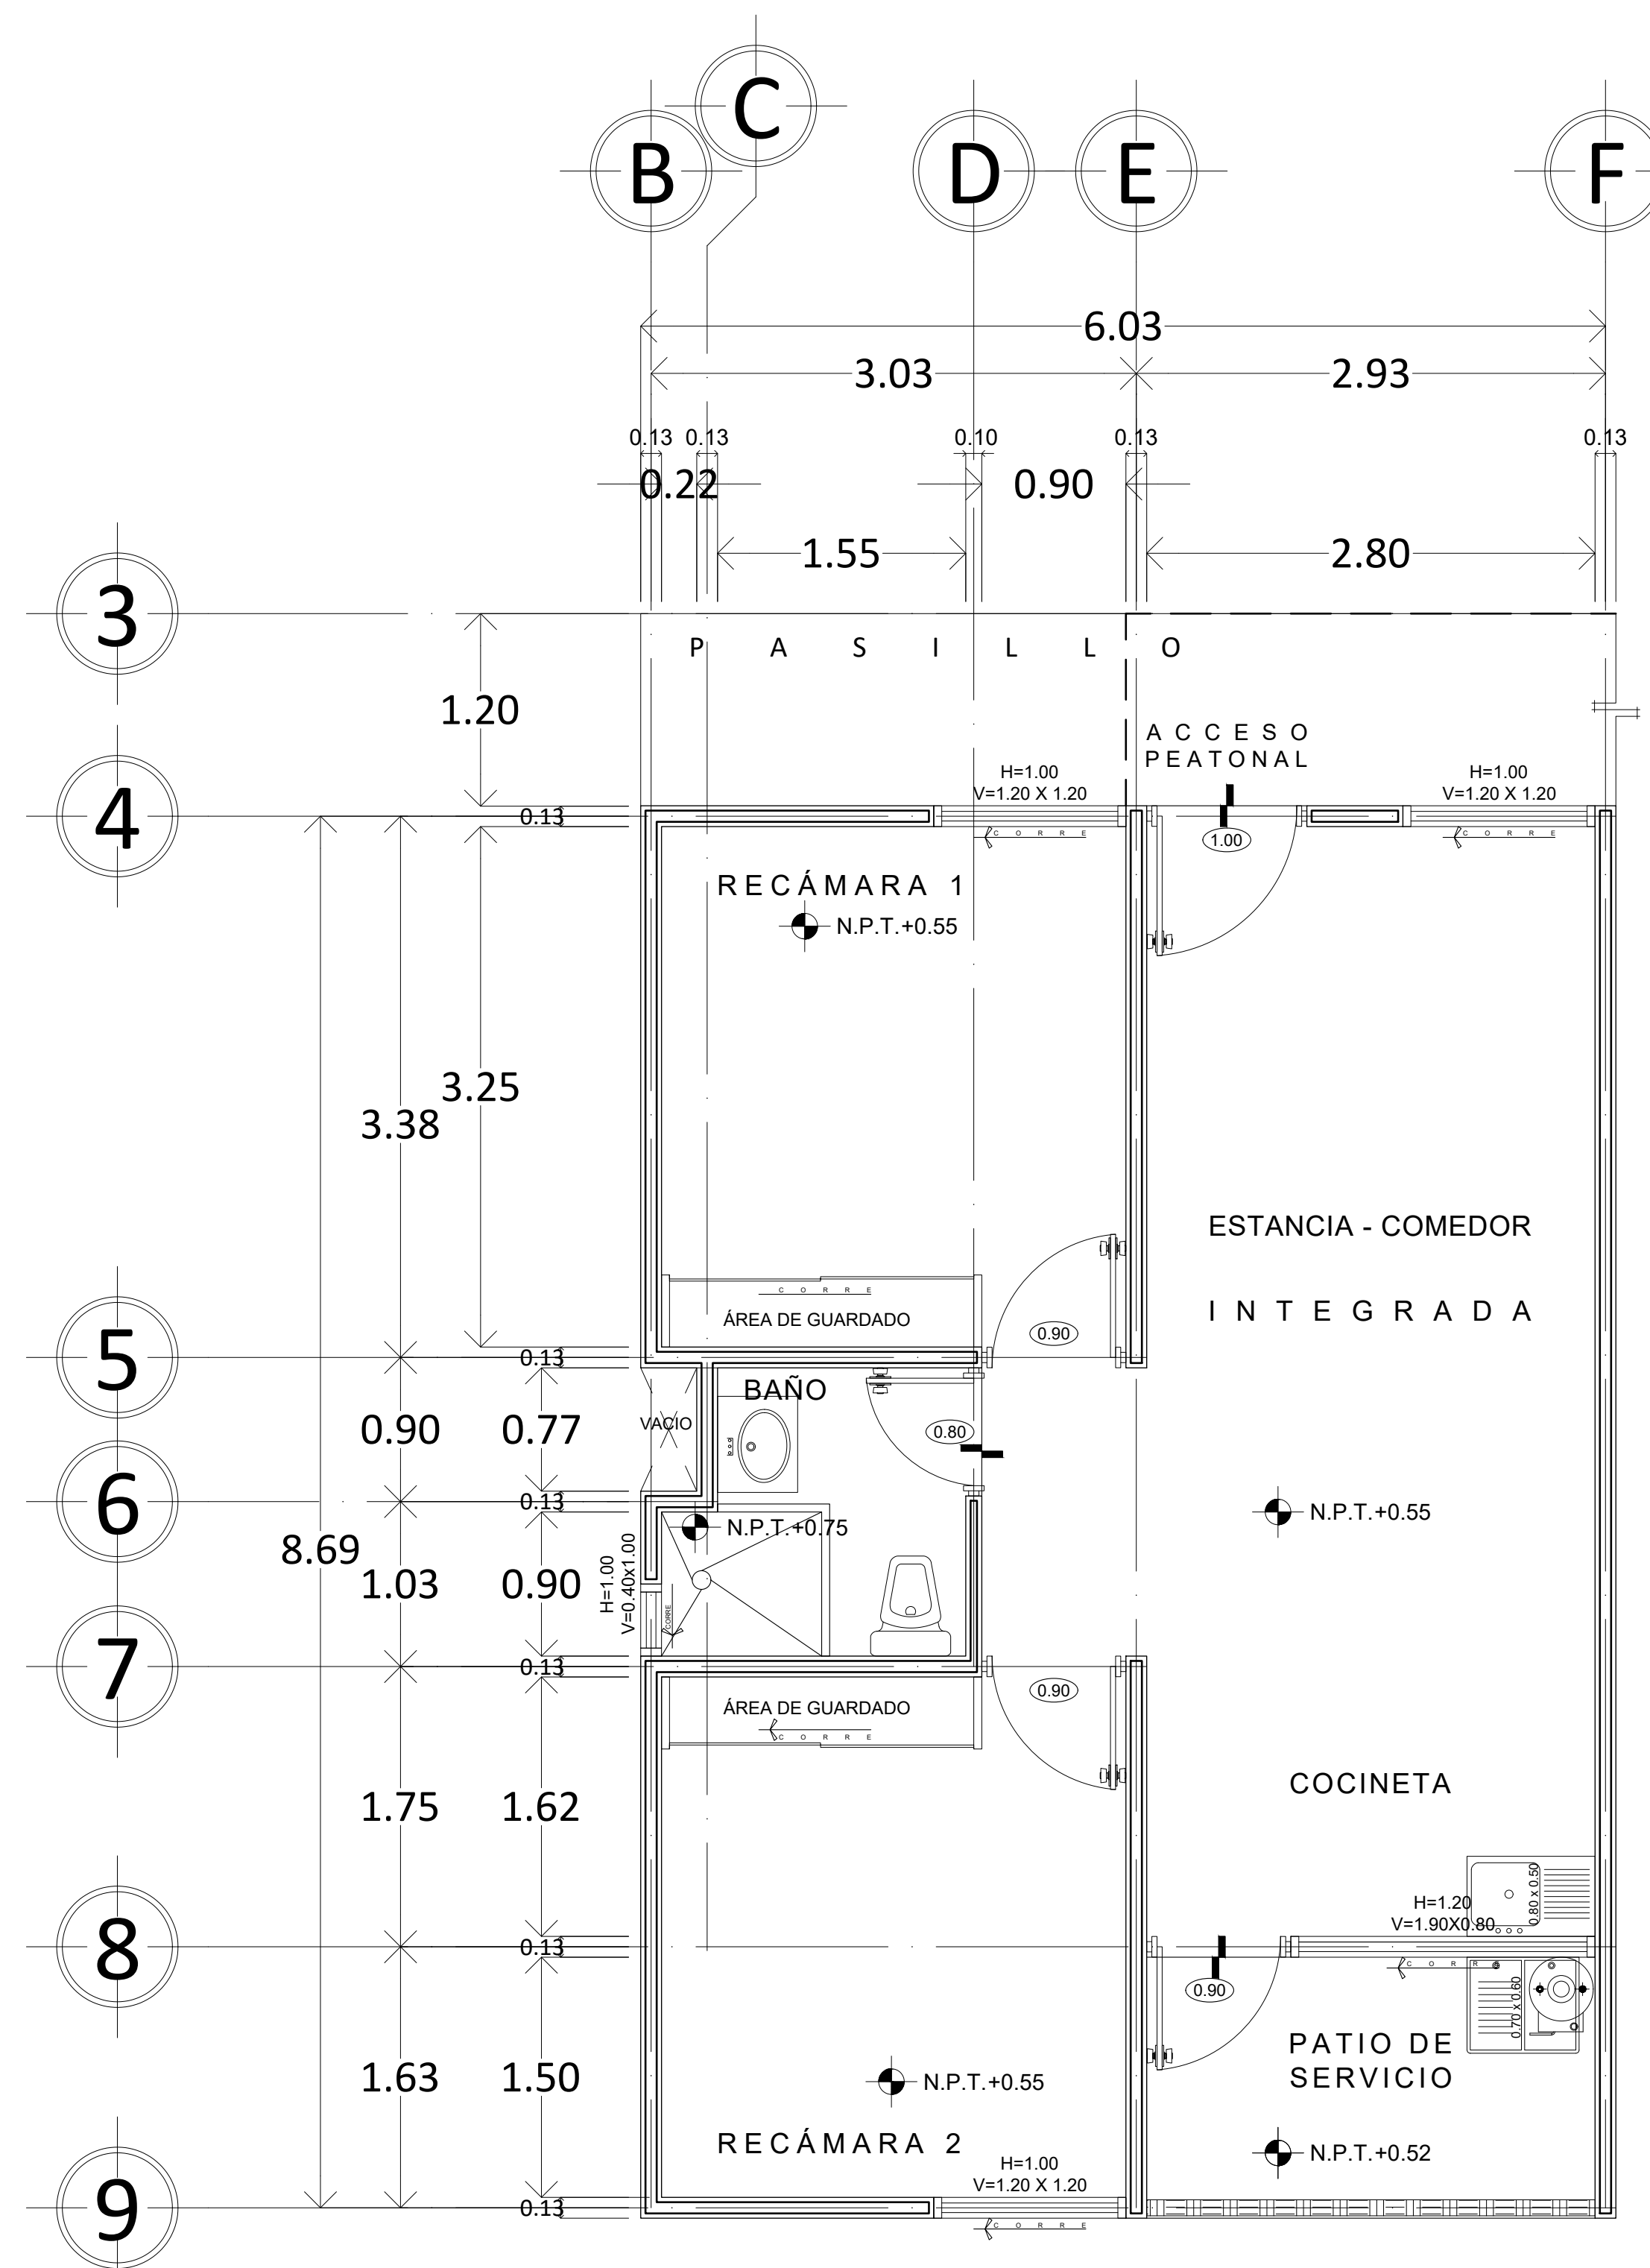 C
B
D
E
F
6.03
3.03
2.93
0.13
0.13
0.10
0.13
0.13
0.22
0.90
1.55
2.80
3
P A S I L L O
1.20
A C C E S O
PEATONAL
H=1.00
V=1.20 X 1.20
H=1.00
V=1.20 X 1.20
4
0.13
C O R R E
C O R R E
1.00
RECÁMARA 1
N.P.T.+0.55
3.25
3.38
ESTANCIA - COMEDOR
I N T E G R A D A
C O R R E
ÁREA DE GUARDADO
0.90
5
0.13
BAÑO
0.90
0.77
VACIO
0.80
6
0.13
N.P.T.+0.75
N.P.T.+0.55
8.69
1.03
0.90
H=1.00
V=0.40x1.00
CORRE
7
0.13
0.90
ÁREA DE GUARDADO
C O R R E
1.75
1.62
COCINETA
0.80 x 0.50
H=1.20
V=1.90X0.80
8
0.13
C O R R E
0.90
0.70 x 0.60
PATIO DE
SERVICIO
1.63
1.50
N.P.T.+0.55
RECÁMARA 2
N.P.T.+0.52
H=1.00
V=1.20 X 1.20
9
0.13
C O R R E